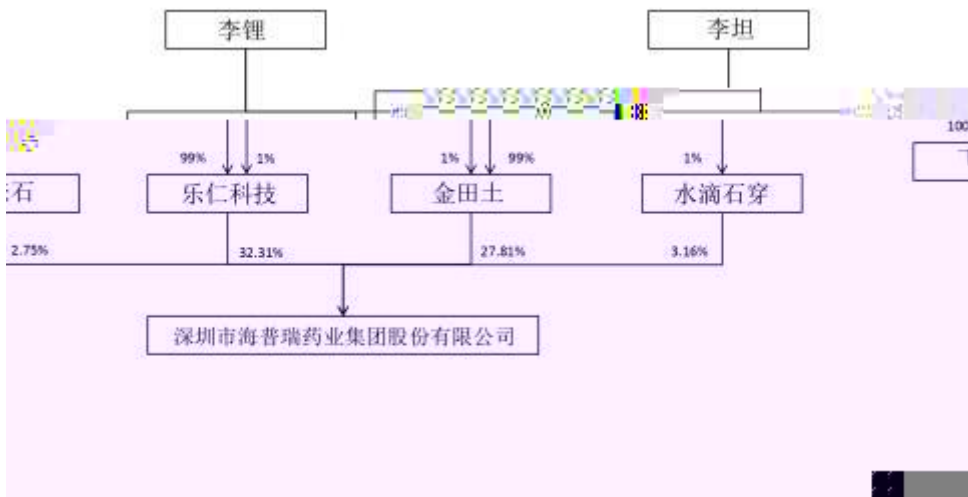 李锂
李坦
99%
1%
1%
99%
1%
100
石
乐仁科技
金田土
水滴石穿
2.75%
32.31%
27.81%
3.16%
深圳市海普瑞药业集团股份有限公司